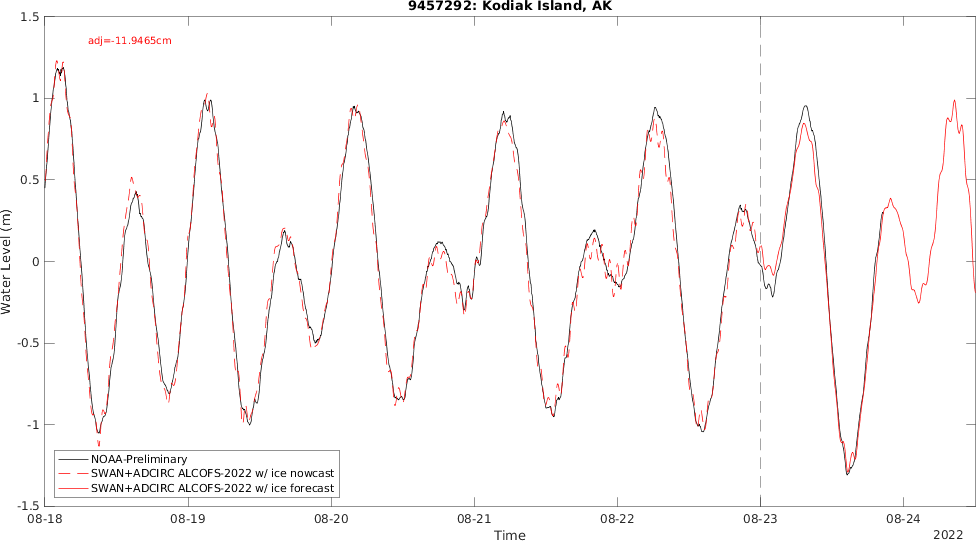 9457292: Kodiak Island, AK
adj=-11.9465cm
Water Level (m)
1.5
1
0.5
0
-0.5
-1
-1.5
NOAA-Preliminary
SWAN+ADCIRC ALCOFS-2022 w/ ice nowcast
SWAN+ADCIRC ALCOFS-2022 w/ ice forecast
08-18 08-19 08-20 08-21 08-22 08-23 08-24
Time
2022